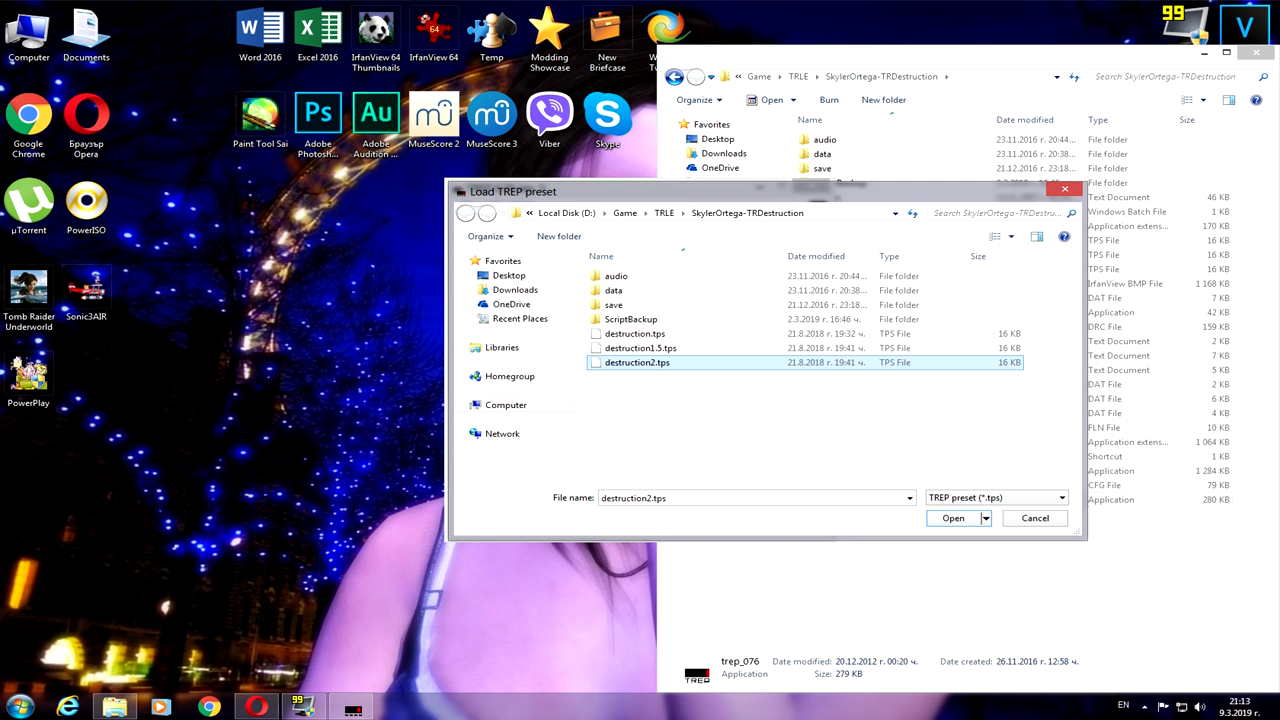 Computer
Documents
Word 2016
Excel 2016
IrfanView 64
Thumbnails
64
IrfanView 64
Temp
Modding
Showcase
New
Briefcase
99
V
Google
Chrome
Браузър
Opera
Paint Tool Sai
Ps
Adobe
Photosh...
Au
Adobe
Audition ...
MuseScore 2
MuseScore 3
Viber
Skype
µTorrent
PowerISO
Tomb Raider
Underworld
Sonic3AIR
PowerPlay
« Game TRLE SkylerOrtega-TRDestruction
Search SkylerOrtega-TRDestruction
Organize Open Burn New folder
Name Date modified Type Size
Favorites
Desktop
Downloads
OneDrive
audio 23.11.2016 г. 20:44... File folder
data 23.11.2016 г. 20:38... File folder
save 21.12.2016 г. 23:18... File folder
File folder
Text Document 46 KB
Windows Batch File 1 KB
Application extens... 170 KB
TPS File 16 KB
TPS File 16 KB
TPS File 16 KB
IrfanView BMP File 1 168 KB
DAT File 7 KB
Application 42 KB
DRC File 159 KB
Text Document 2 KB
Text Document 7 KB
Text Document 5 KB
DAT File 2 KB
DAT File 6 KB
DAT File 4 KB
FLN File 10 KB
Application extens... 1 064 KB
Shortcut 1 KB
Application 1 284 KB
CFG File 79 KB
Application 280 KB
Load TREP preset
« Local Disk (D:) Game TRLE SkylerOrtega-TRDestruction
Search SkylerOrtega-TRDestru...
Organize New folder
Name Date modified Type Size
Favorites
Desktop
Downloads
OneDrive
Recent Places
Libraries
Homegroup
Computer
Network
audio 23.11.2016 г. 20:44... File folder
data 23.11.2016 г. 20:38... File folder
save 21.12.2016 г. 23:18... File folder
ScriptBackup 2.3.2019 г. 16:46 ч. File folder
destruction.tps 21.8.2018 г. 19:32 ч. TPS File 16 KB
destruction1.5.tps 21.8.2018 г. 19:41 ч. TPS File 16 KB
destruction2.tps 21.8.2018 г. 19:41 ч. TPS File 16 KB
File name: destruction2.tps
TREP preset (*.tps)
Open Cancel
TREP
trep_076 Date modified: 20.12.2012 г. 00:20 ч. Date created: 26.11.2016 г. 12:58 ч.
Application Size: 279 KB
99
EN
21:13
9.3.2019 г.